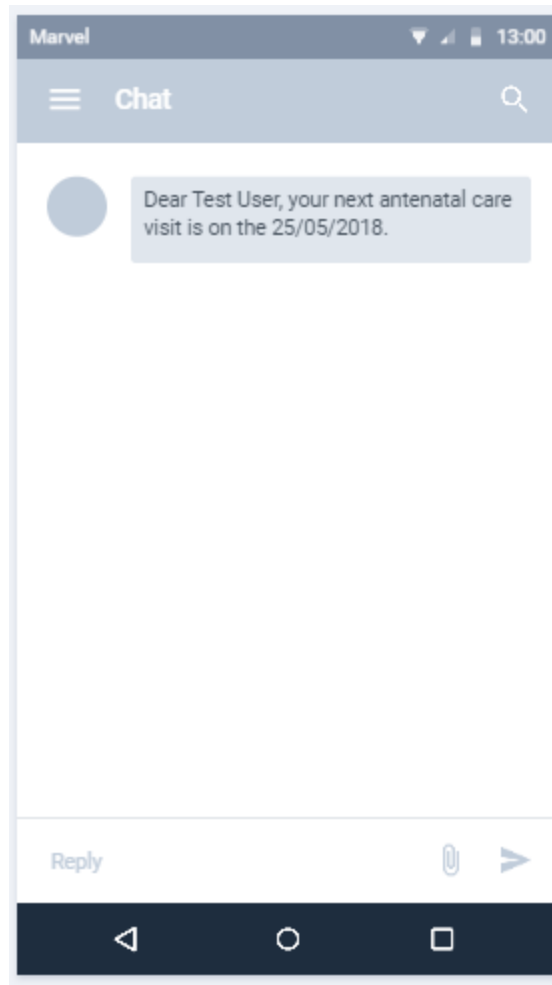 Marvel
13:00
Chat
Dear Test User, your next antenatal care
visit is on the 25/05/2018.
Reply